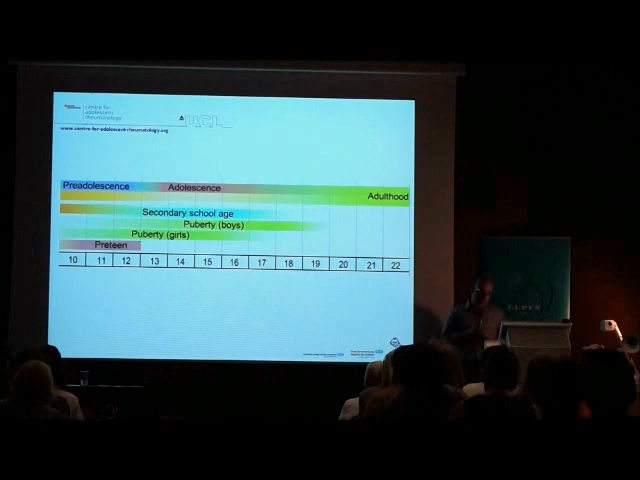 centre for
adolescent
rheumatology
UCL
www.centre-for-adolescent-rheumatology.org
Preadolescence
Adolescence
Adulthood
Secondary school age
Puberty (boys)
Puberty (girls)
Preteen
10 11 12 13 14 15 16 17 18 19 20 21 22
LUPUS